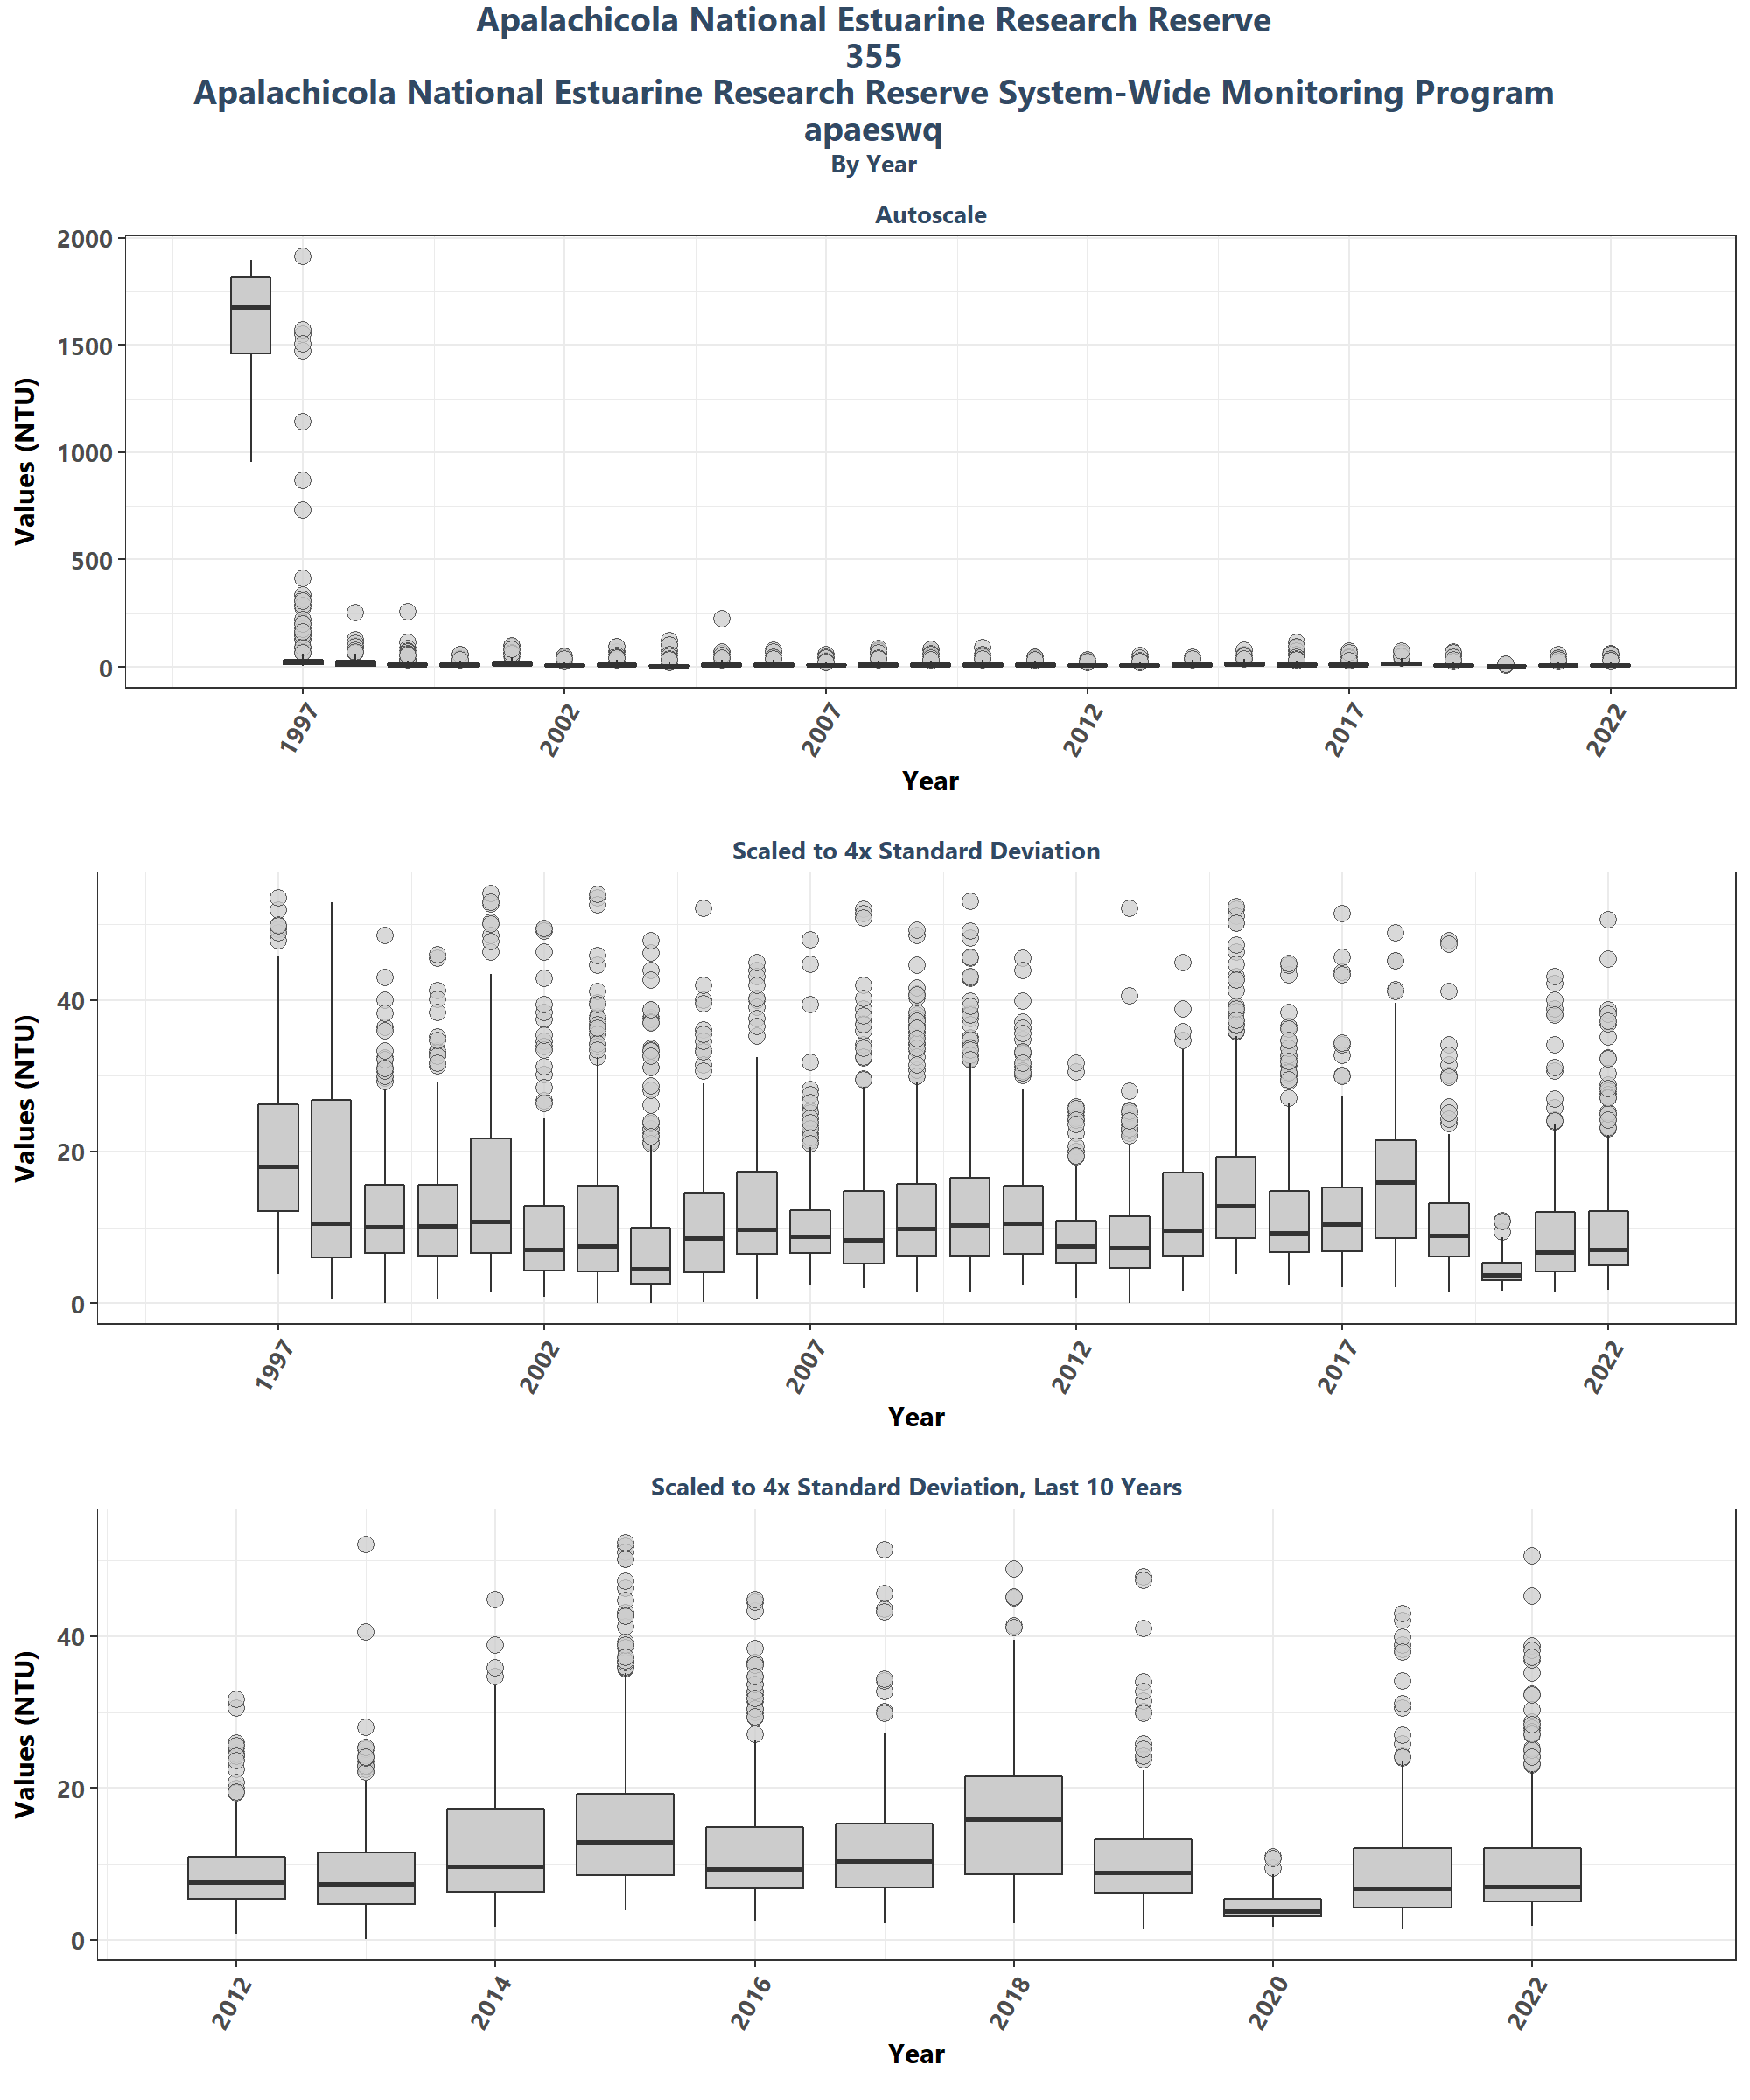 Apalachicola National Estuarine Research Reserve
355
Apalachicola National Estuarine Research Reserve System-Wide Monitoring Program
apaeswq
By Year
Autoscale
Values (NTU)
2000
1500
1000
500
0
1997 2002 2007 2012 2017 2022
Year
Scaled to 4x Standard Deviation
Values (NTU)
40
20
0
1997 2002 2007 2012 2017 2022
Year
Scaled to 4x Standard Deviation, Last 10 Years
Values (NTU)
40
20
0
2012 2014 2016 2018 2020 2022
Year